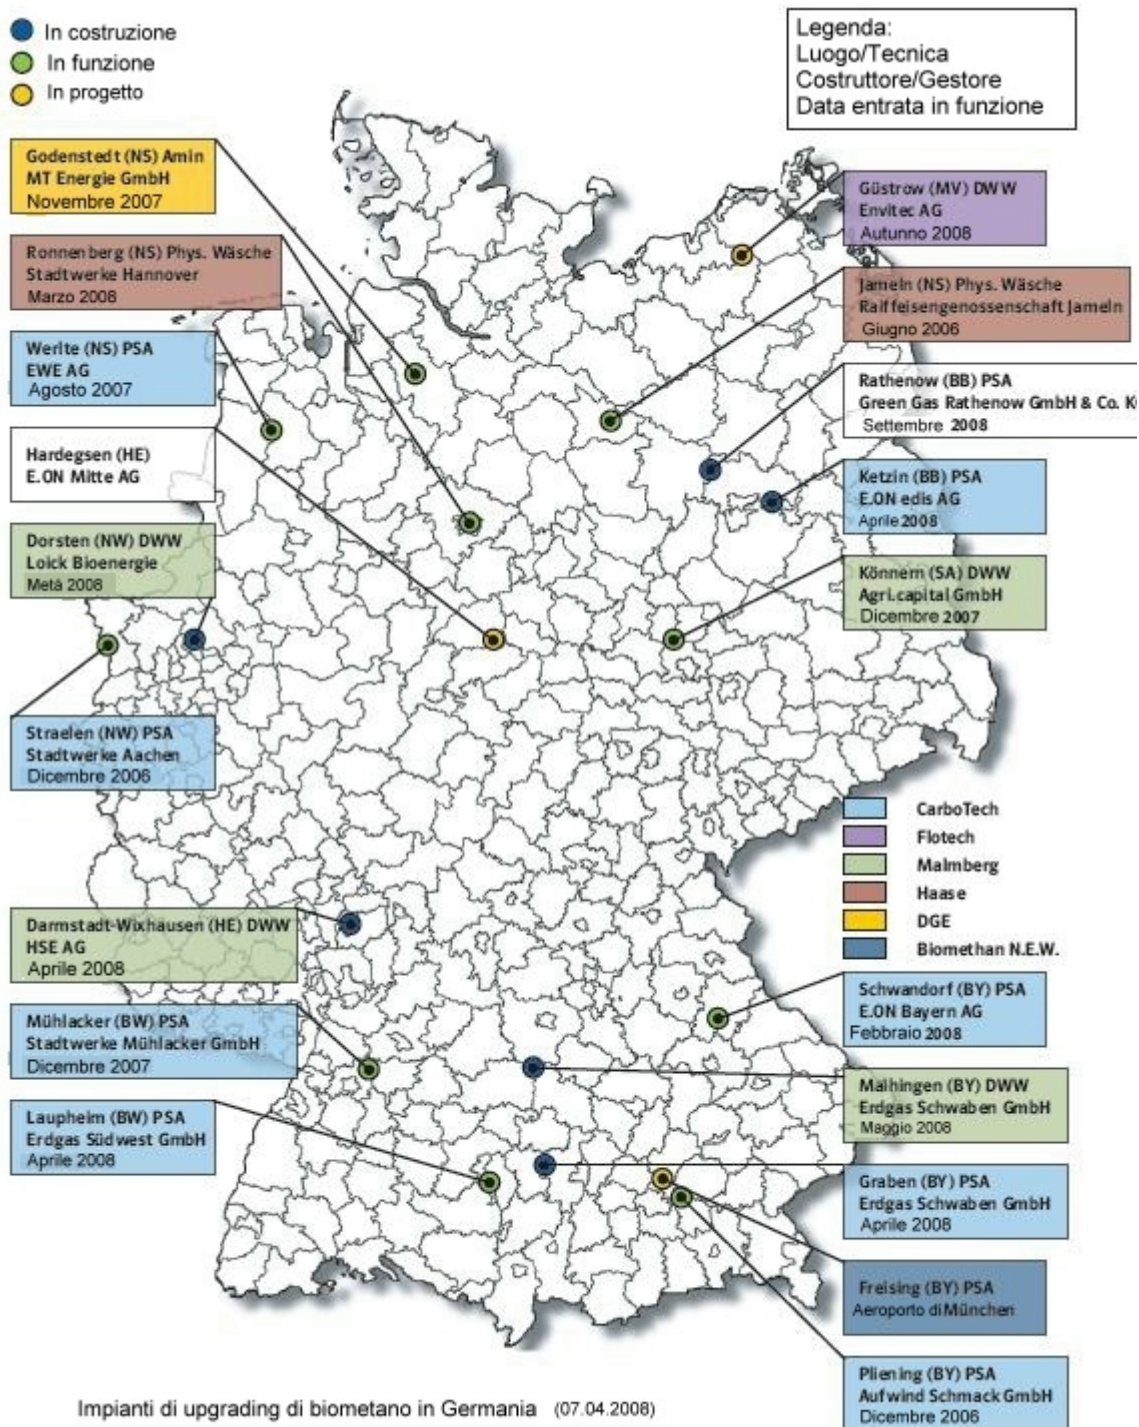 In costruzione
In funzione
In progetto
Legenda:
Luogo/Tecnica
Costruttore/Gestore
Data entrata in funzione
Godenstedt (NS) Amin
MT Energie GmbH
Novembre 2007
Ronnenberg (NS) Phys. Wäsche
Stadtwerke Hannover
Marzo 2008
Werlte (NS) PSA
EWE AG
Agosto 2007
Hardegsen (HE)
E.ON Mitte AG
Dorsten (NW) DWW
Loick Bioenergie
Metà 2008
Straelen (NW) PSA
Stadtwerke Aachen
Dicembre 2006
Darmstadt-Wixhausen (HE) DWW
HSE AG
Aprile 2008
Mühlacker (BW) PSA
Stadtwerke Mühlacker GmbH
Dicembre 2007
Laupheim (BW) PSA
Erdgas Südwest GmbH
Aprile 2008
Güstrow (MV) DWW
Envitec AG
Autunno 2008
Jameln (NS) Phys. Wäsche
Raiffeisengenossenschaft Jameln
Giugno 2006
Rathenow (BB) PSA
Green Gas Rathenow GmbH & Co. K
Settembre 2008
Ketzin (BB) PSA
E.ON edis AG
Aprile 2008
Könnern (SA) DWW
Agri.capital GmbH
Dicembre 2007
CarboTech
Flotech
Malmberg
Haase
DGE
Biomethan N.E.W.
Schwandorf (BY) PSA
E.ON Bayern AG
Febbraio 2008
Maihingen (BY) DWW
Erdgas Schwaben GmbH
Maggio 2008
Graben (BY) PSA
Erdgas Schwaben GmbH
Aprile 2008
Freising (BY) PSA
Aeroporto di München
Pliening (BY) PSA
Aufwind Schmack GmbH
Dicembre 2006
Impianti di upgrading di biometano in Germania (07.04.2008)